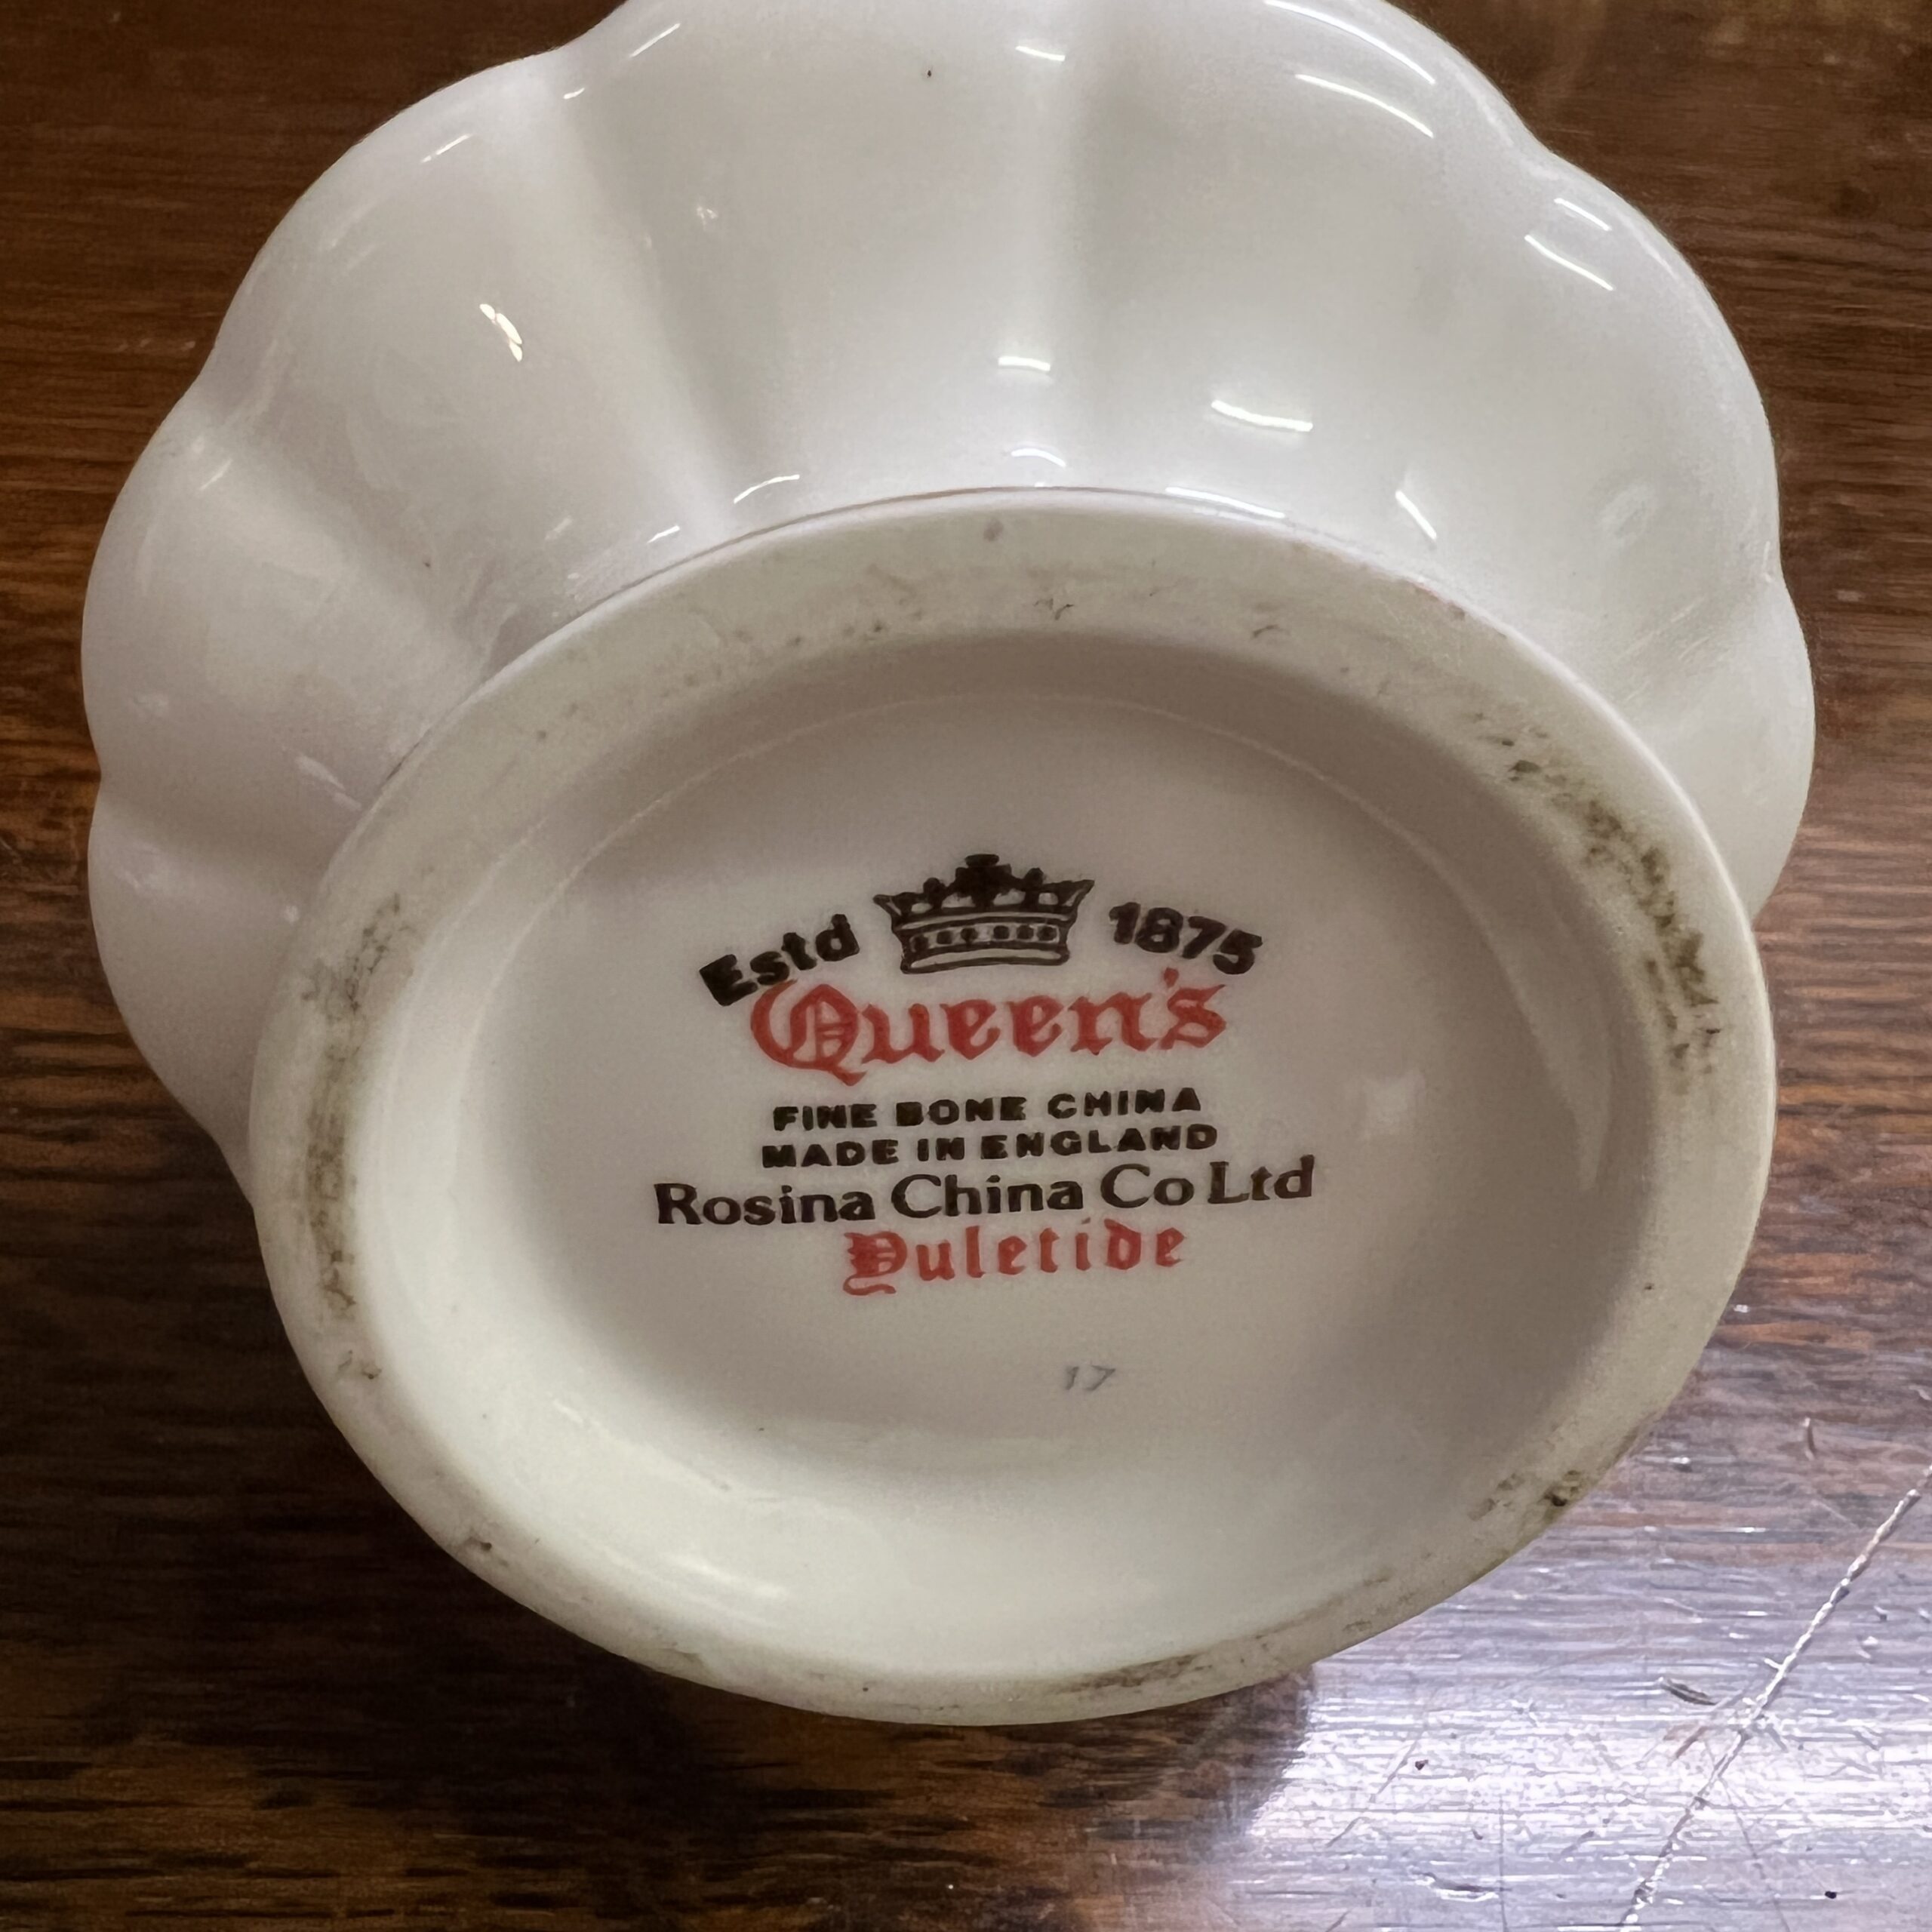 Estd 1875
Queen's
FINE BONE CHINA
MADE IN ENGLAND
Rosina China Co Ltd
Yuletide
17